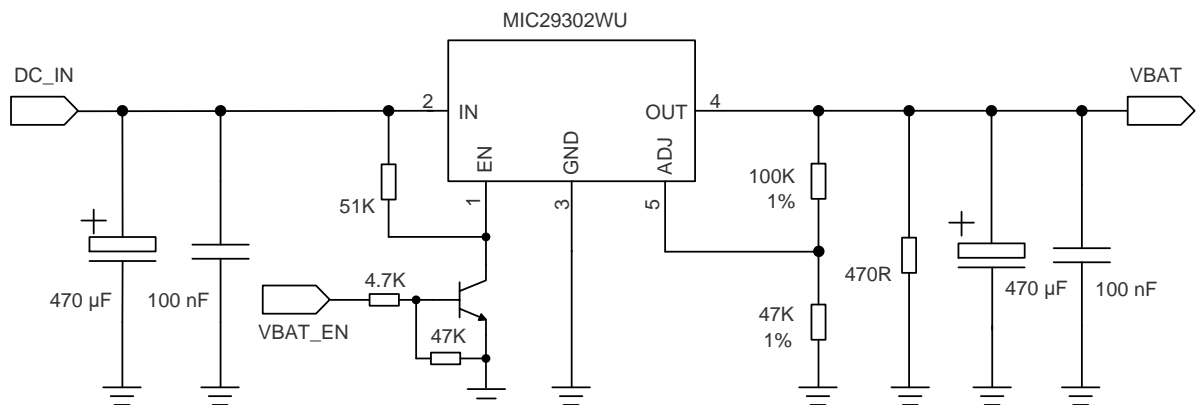 MIC29302WU
DC_IN
VBAT
2
IN
OUT
4
EN
GND
ADJ
1
3
5
51K
100K
1%
470 µF
100 nF
4.7K
VBAT_EN
47K
47K
1%
470R
470 µF
100 nF